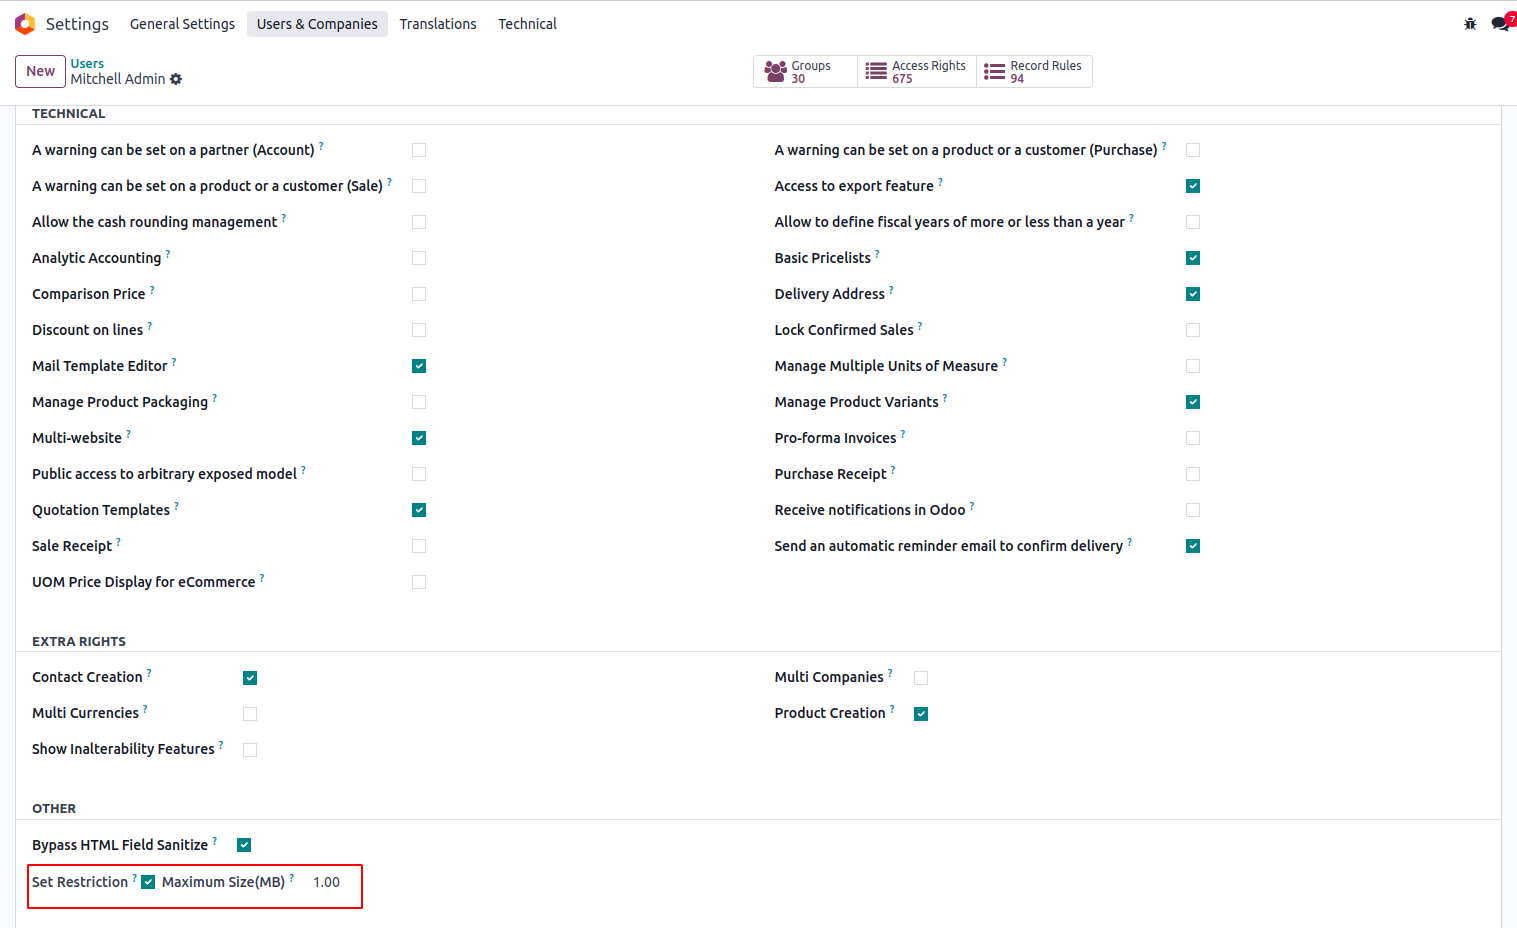 Settings General Settings Users & Companies Translations Technical 7
New Users
Mitchell Admin
Groups 30
Access Rights 675
Record Rules 94
TECHNICAL
A warning can be set on a partner (Account) ? A warning can be set on a product or a customer (Purchase) ?
A warning can be set on a product or a customer (Sale) ? Access to export feature ?
Allow the cash rounding management ? Allow to define fiscal years of more or less than a year ?
Analytic Accounting ? Basic Pricelists ?
Comparison Price ? Delivery Address ?
Discount on lines ? Lock Confirmed Sales ?
Mail Template Editor ? Manage Multiple Units of Measure ?
Manage Product Packaging ? Manage Product Variants ?
Multi-website ? Pro-forma Invoices ?
Public access to arbitrary exposed model ? Purchase Receipt ?
Quotation Templates ? Receive notifications in Odoo ?
Sale Receipt ? Send an automatic reminder email to confirm delivery ?
UOM Price Display for eCommerce ?
EXTRA RIGHTS
Contact Creation ? Multi Companies ?
Multi Currencies ? Product Creation ?
Show Inalterability Features ?
OTHER
Bypass HTML Field Sanitize ?
Set Restriction ? Maximum Size(MB) ? 1.00